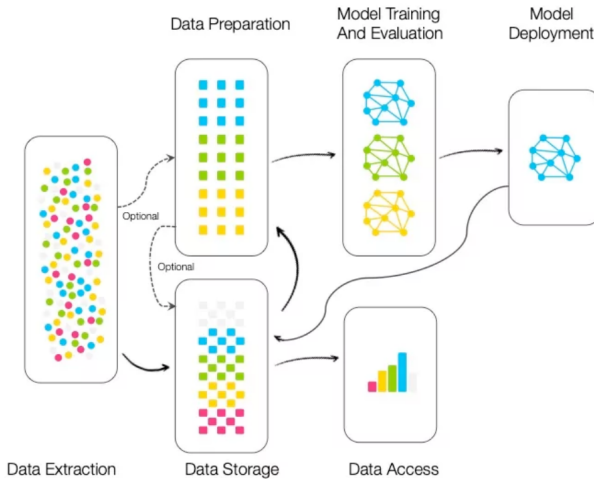 Data Preparation
Model Training
And Evaluation
Model
Deployment
Optional
Optional
Data Extraction
Data Storage
Data Access